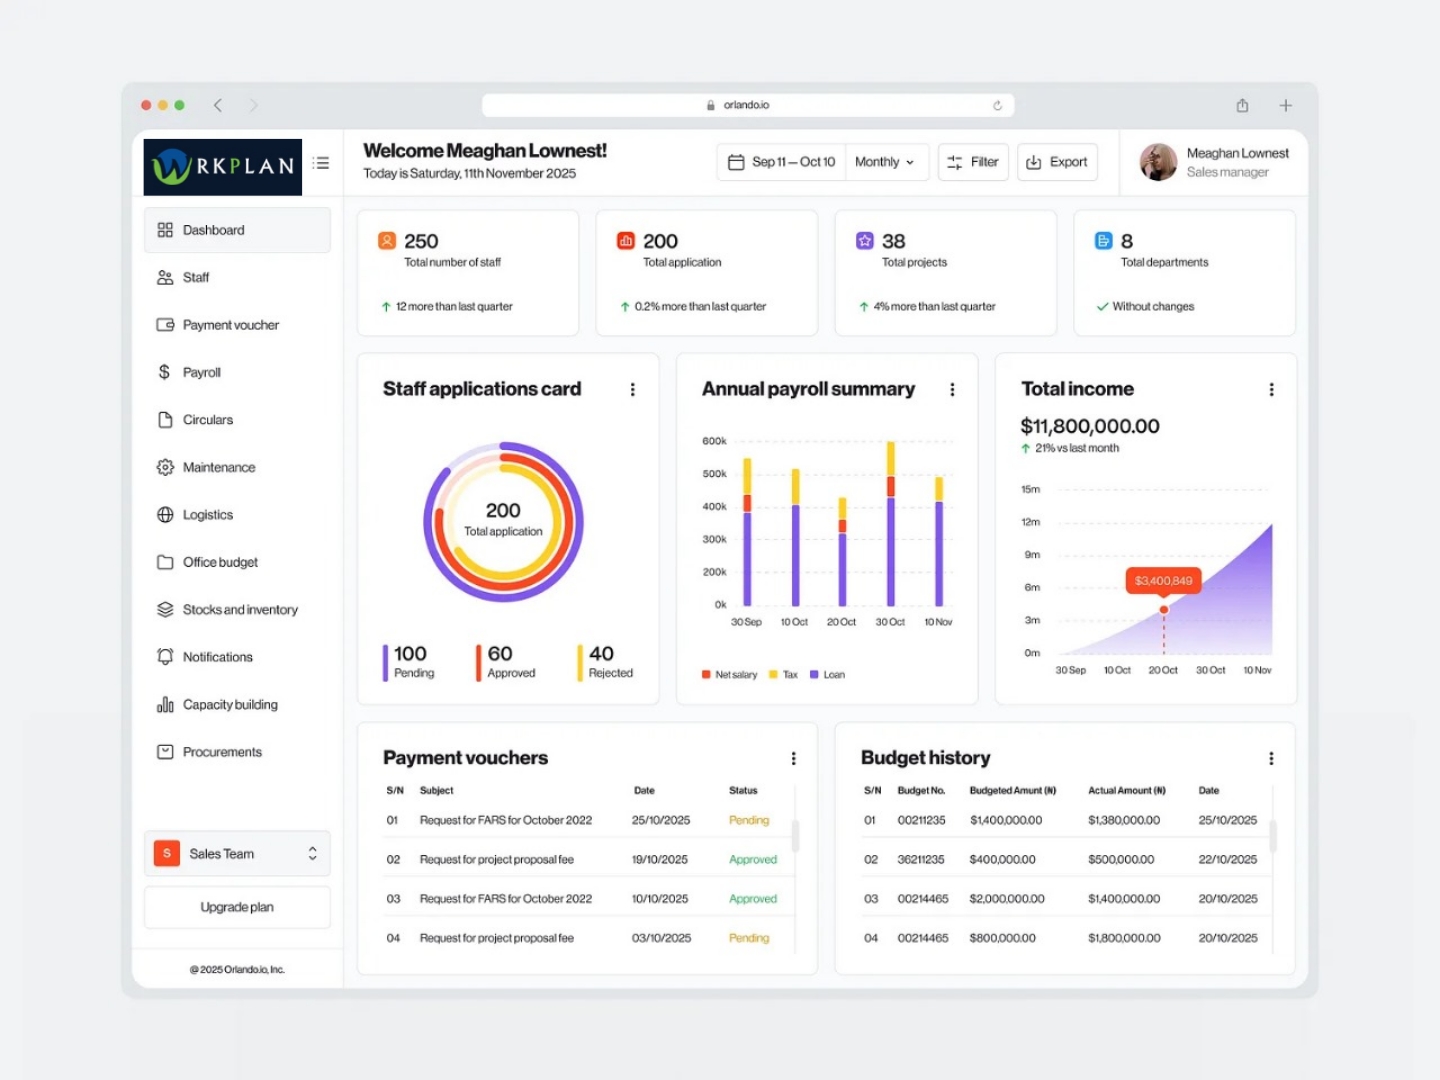 orlando.io
WRKPLAN
Welcome Meaghan Lownest!
Today is Saturday, 11th November 2025
Sep 11 — Oct 10
Monthly
Filter
Export
Meaghan Lownest
Sales manager
Dashboard
Staff
Payment voucher
Payroll
Circulars
Maintenance
Logistics
Office budget
Stocks and inventory
Notifications
Capacity building
Procurements
S Sales Team
Upgrade plan
@ 2025 Orlando.io, Inc.
250
Total number of staff
12 more than last quarter
200
Total application
0.2% more than last quarter
38
Total projects
4% more than last quarter
8
Total departments
Without changes
Staff applications card
200
Total application
100
Pending
60
Approved
40
Rejected
Annual payroll summary
600k
500k
400k
300k
200k
0k
30 Sep 10 Oct 20 Oct 30 Oct 10 Nov
Net salary Tax Loan
Total income
$11,800,000.00
21% vs last month
15m
12m
9m
6m
3m
0m
$3,400,849
30 Sep 10 Oct 20 Oct 30 Oct 10 Nov
Payment vouchers
S/N Subject Date Status
01 Request for FARS for October 2022 25/10/2025 Pending
02 Request for project proposal fee 19/10/2025 Approved
03 Request for FARS for October 2022 10/10/2025 Approved
04 Request for project proposal fee 03/10/2025 Pending
Budget history
S/N Budget No. Budgeted Amunt (₦) Actual Amount (₦) Date
01 00211235 $1,400,000.00 $1,380,000.00 25/10/2025
02 36211235 $400,000.00 $500,000.00 22/10/2025
03 00214465 $2,000,000.00 $1,400,000.00 20/10/2025
04 00214465 $800,000.00 $1,800,000.00 20/10/2025